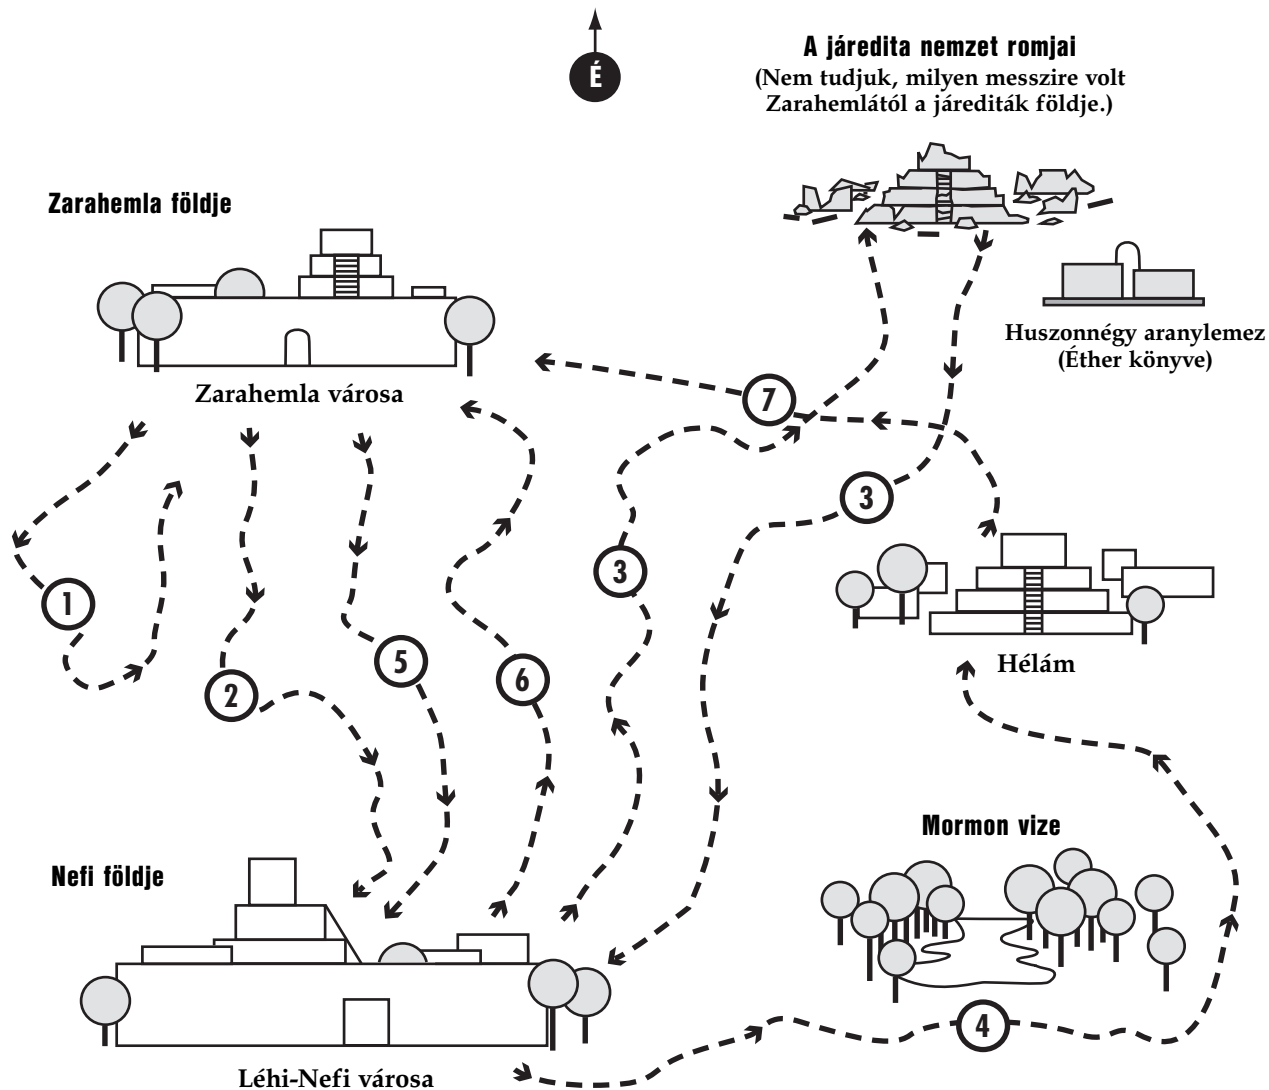 É
A járedita nemzet romjai
(Nem tudjuk, milyen messzire volt
Zarahemlától a járediták földje.)
Zarahemla földje
Huszonnégy aranylemez
(Éther könyve)
Zarahemla városa
7
3
3
1
5
6
2
Hélám
Mormon vize
Nefi földje
4
Léhi-Nefi városa